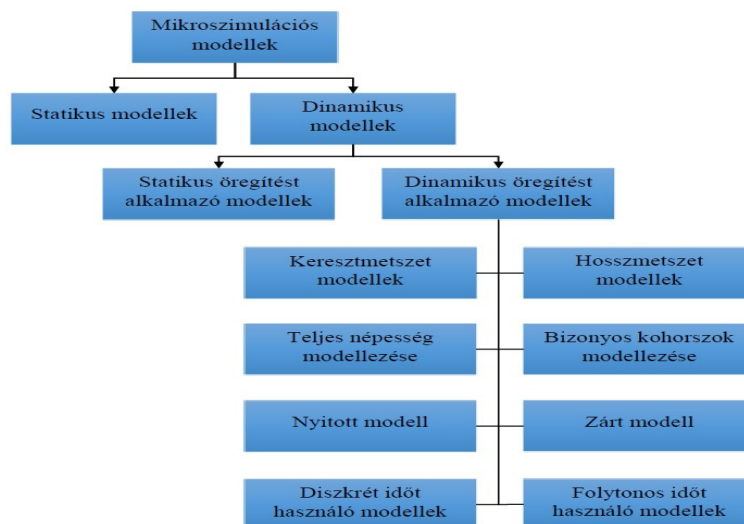 Mikroszimulációs
modellek
Statikus modellek
Dinamikus
modellek
Statikus öregítést
alkalmazó modellek
Dinamikus öregítést
alkalmazó modellek
Keresztmetszet
modellek
Hosszmetszet
modellek
Teljes népesség
modellezése
Bizonyos kohorszok
modellezése
Nyitott modell
Zárt modell
Diszkrét időt
használó modellek
Folytonos időt
használó modellek